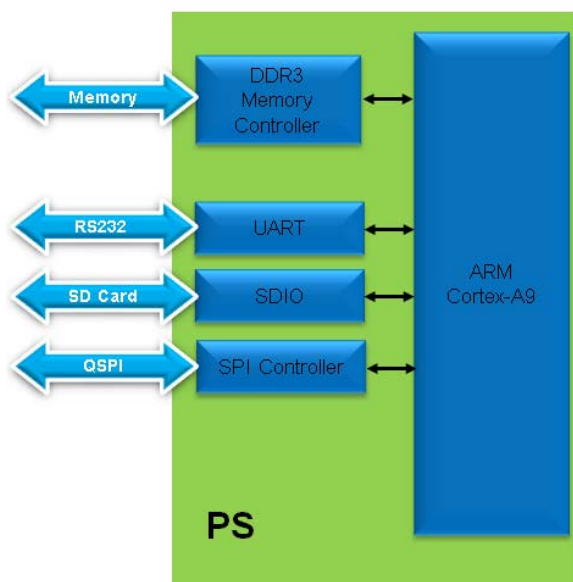 Memory
DDR3
Memory
Controller
RS232
UART
SD Card
SDIO
QSPI
SPI Controller
ARM
Cortex-A9
PS